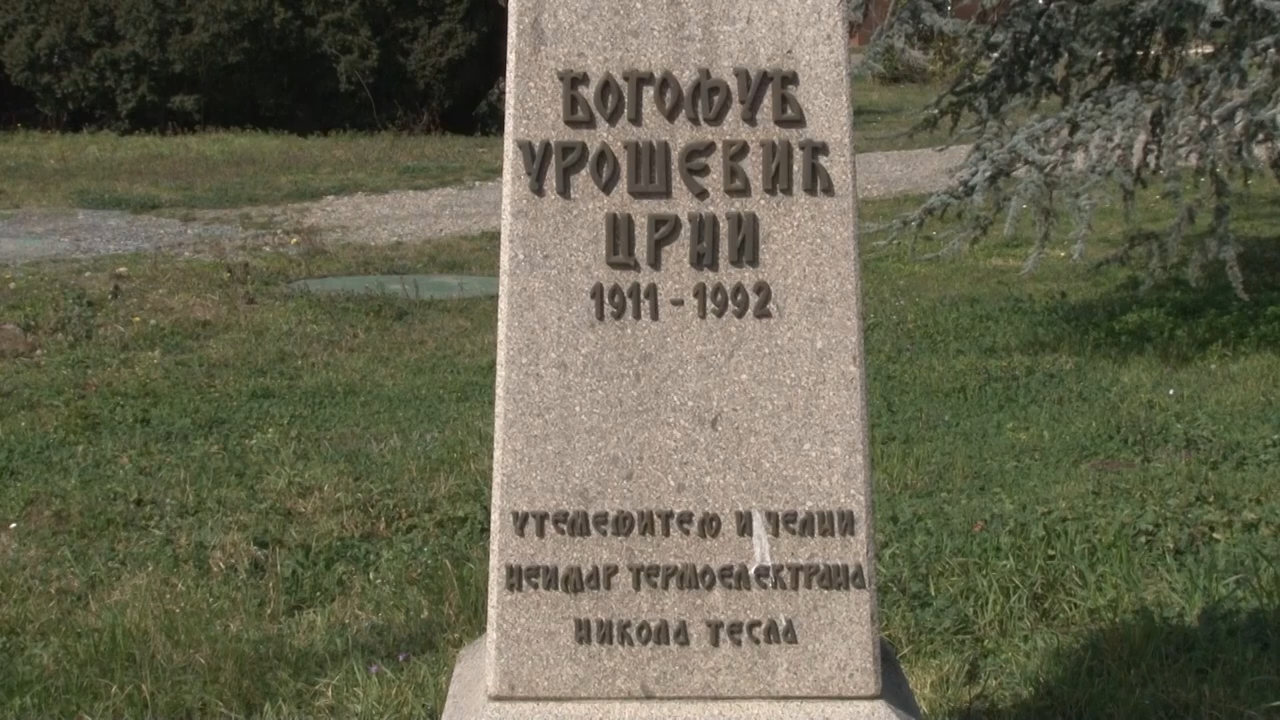 БОГОЉУБ
УРОШЕВИЋ
ЦРНИ
1911-1992
УТЕМЕЉИТЕЉ И ЧЕЛНИ
НЕИМАР ТЕРМОЕЛЕКТРАНА
НИКОЛА ТЕСЛА